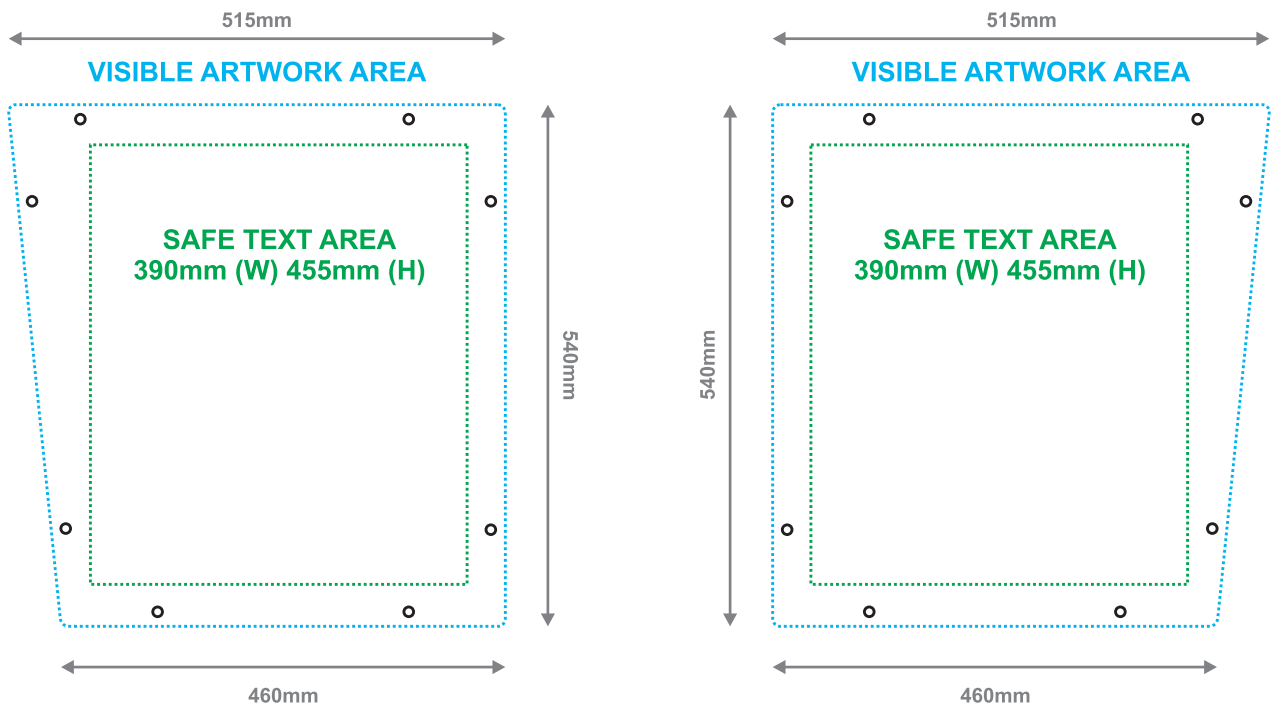 515mm
VISIBLE ARTWORK AREA
SAFE TEXT AREA
390mm (W) 455mm (H)
540mm
460mm
515mm
VISIBLE ARTWORK AREA
SAFE TEXT AREA
390mm (W) 455mm (H)
540mm
460mm